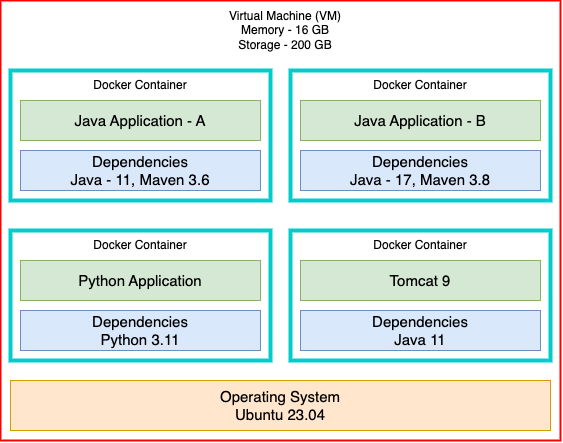 Virtual Machine (VM)
Memory - 16 GB
Storage - 200 GB
Docker Container
Java Application - A
Dependencies
Java - 11, Maven 3.6
Docker Container
Java Application - B
Dependencies
Java - 17, Maven 3.8
Docker Container
Python Application
Dependencies
Python 3.11
Docker Container
Tomcat 9
Dependencies
Java 11
Operating System
Ubuntu 23.04